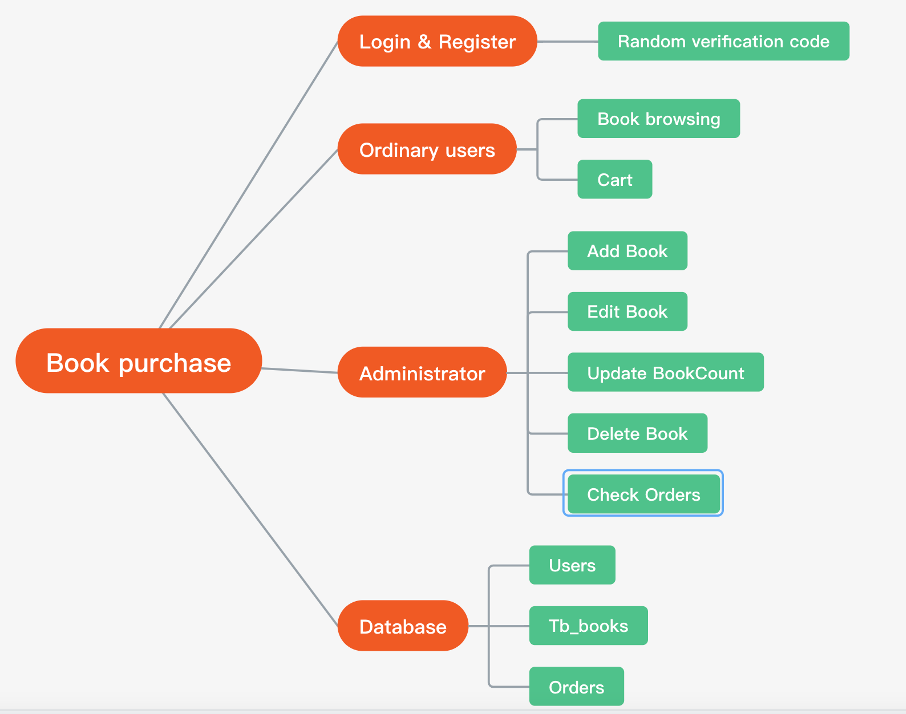 Login & Register
Random verification code
Book browsing
Ordinary users
Cart
Add Book
Edit Book
Book purchase
Administrator
Update BookCount
Delete Book
Check Orders
Users
Database
Tb_books
Orders